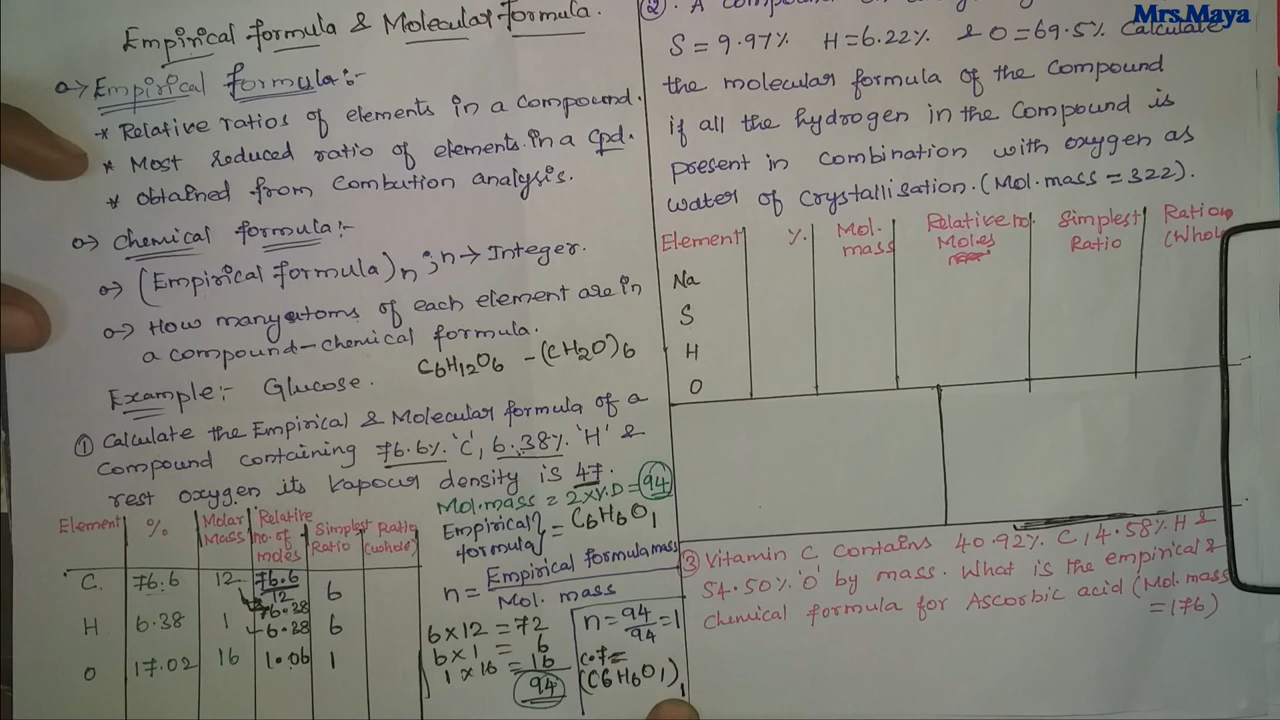 Mrs.Maya
Empirical formula & Molecular formula.
Empirical formula:-
* Relative ratios of elements in a compound.
* Most reduced ratio of elements in a cpd.
* obtained from Combution analysis.
Chemical formula:-
(Empirical formula)n ; n → Integer.
How many atoms of each element are in
a compound - chemical formula.
Example:- Glucose. C6H12O6 - (CH2O)6
① Calculate the Empirical & Molecular formula of a
Compound containing 76.6% 'C', 6.38% 'H' &
rest oxygen its Vapour density is 47.
Mol.mass = 2×V.D = 94
Element % Molar Mass Relative no. of moles Simplest Ratio Ratio (whole)
C. 76.6 12 76.6/12 6
H 6.38 1 6.38 6
O 17.02 16 1.06 1
Empirical formula = C6H6O1
n = Empirical formula mass
Mol. mass
6 × 12 = 72
6 × 1 = 6
1 × 16 = 16
94
n = 94/94 = 1
(C6H6O1)1
② . A
S = 9.97% H = 6.22% & O = 69.5% Calculate
the molecular formula of the compound
if all the hydrogen in the compound is
present in combination with oxygen as
water of crystallisation. (Mol. mass = 322).
Element % Mol. mass Relative no. Moles Simplest Ratio Ratio (Whole
Na
S
H
O
③ Vitamin C contains 40.92% C, 4.58% H &
54.50% 'O' by mass. What is the empirical &
chemical formula for Ascorbic acid (Mol. mass
= 176)